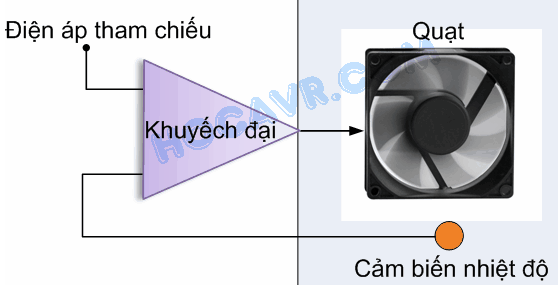 Điện áp tham chiếu
Quạt
Khuyếch đại
HOCAVR.COM
Cảm biến nhiệt độ